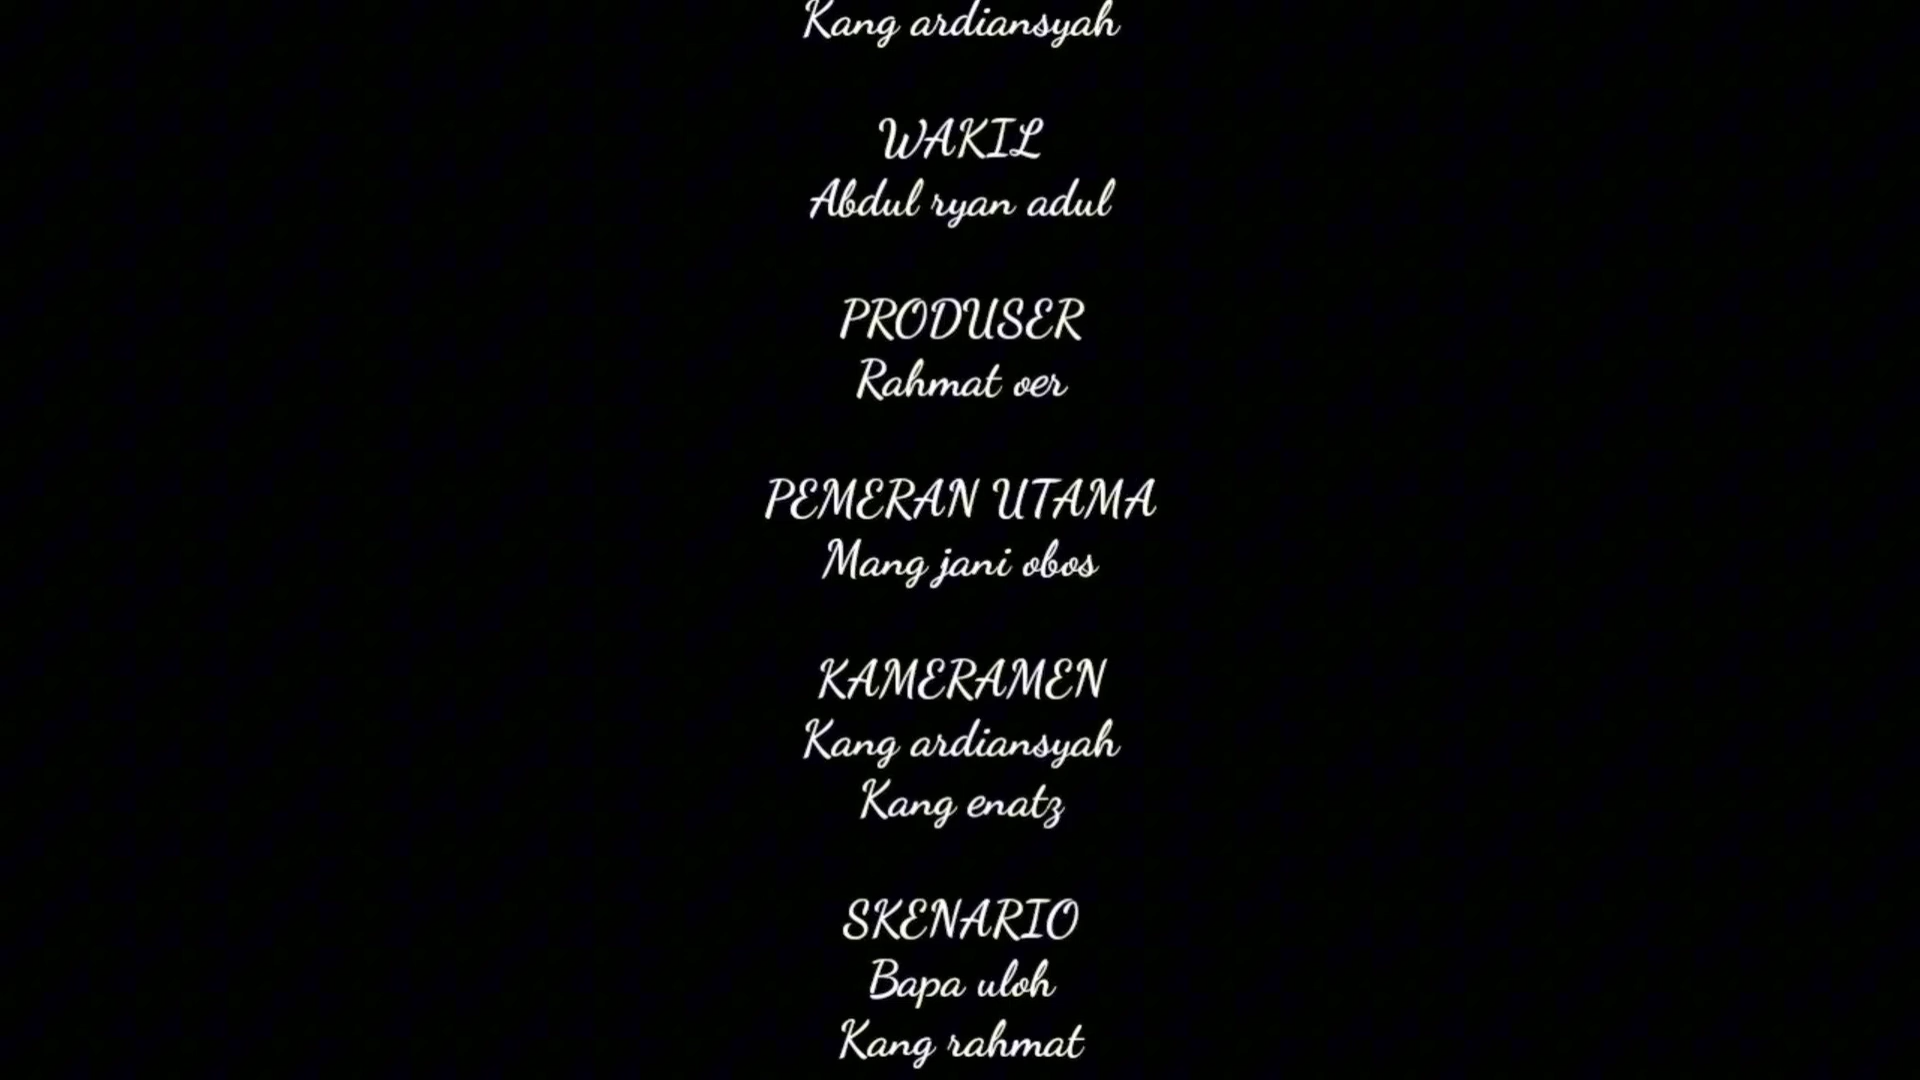 Kang ardiansyah
WAKIL
Abdul ryan adul
PRODUSER
Rahmat oer
PEMERAN UTAMA
Mang jani obos
KAMERAMEN
Kang ardiansyah
Kang enatz
SKENARIO
Bapa uloh
Kang rahmat